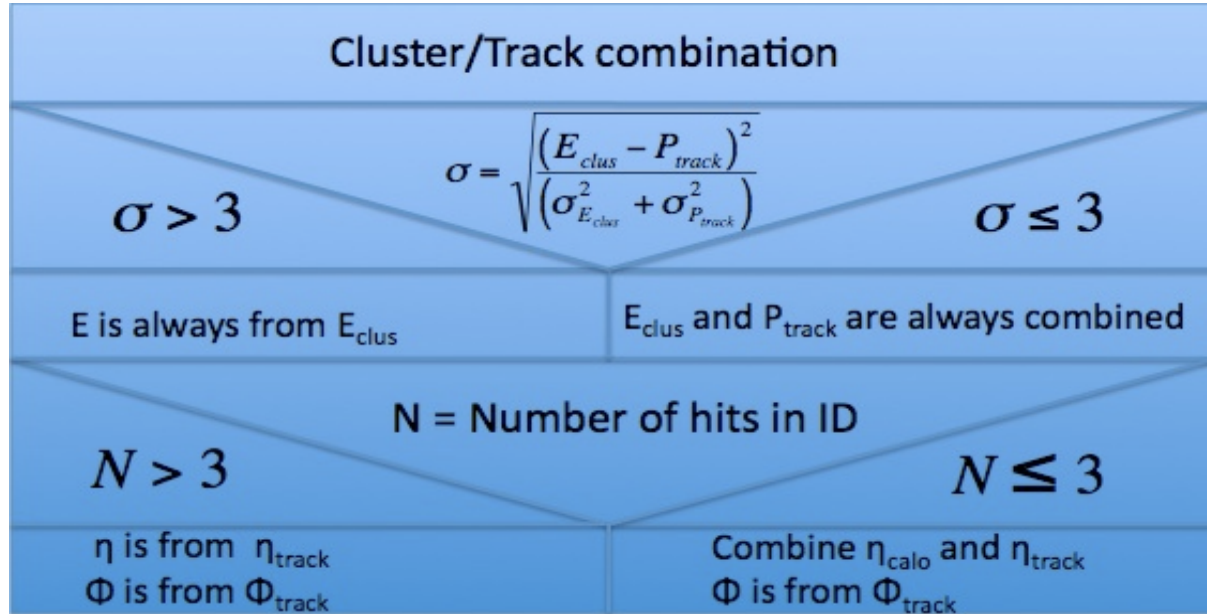 Cluster/Track combination
σ = √((E_clus − P_track)² / (σ²_E_clus + σ²_P_track))
σ > 3
σ ≤ 3
E is always from E_clus
E_clus and P_track are always combined
N = Number of hits in ID
N > 3
N ≤ 3
η is from η_track
Φ is from Φ_track
Combine η_calo and η_track
Φ is from Φ_track